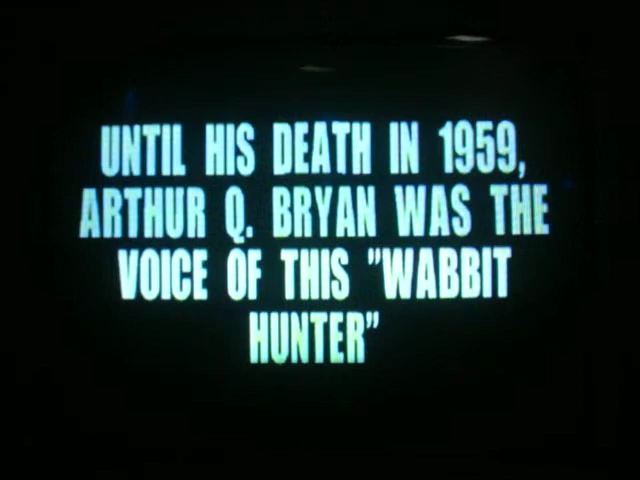 UNTIL HIS DEATH IN 1959,
ARTHUR Q. BRYAN WAS THE
VOICE OF THIS "WABBIT
HUNTER”